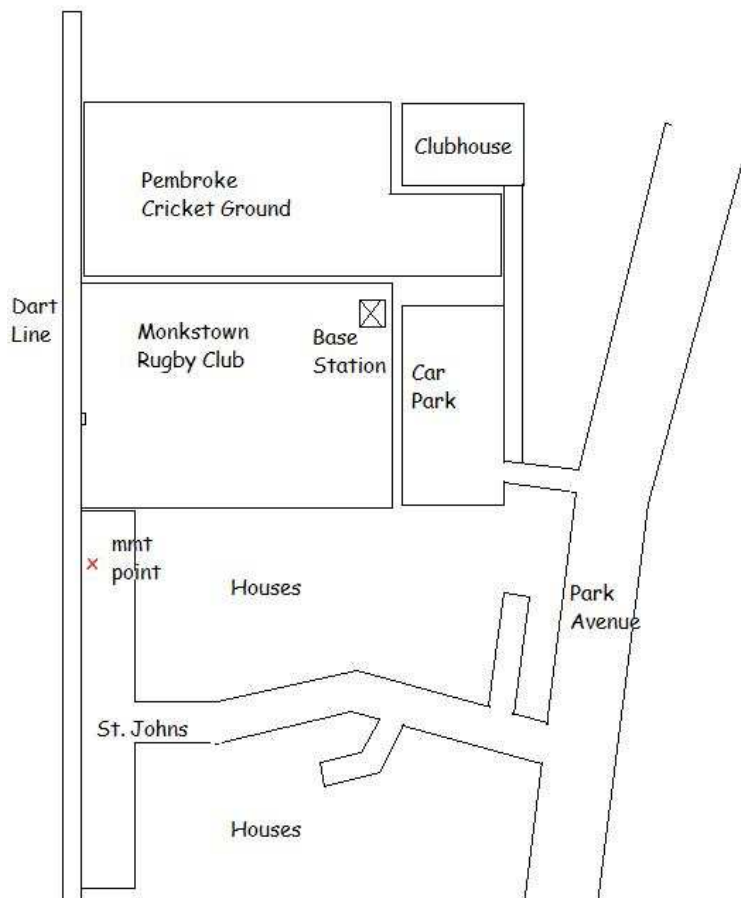 Clubhouse
Pembroke
Cricket Ground
Dart
Line
Monkstown
Rugby Club
Base
Station
Car
Park
mmt
point
Houses
Park
Avenue
St. Johns
Houses